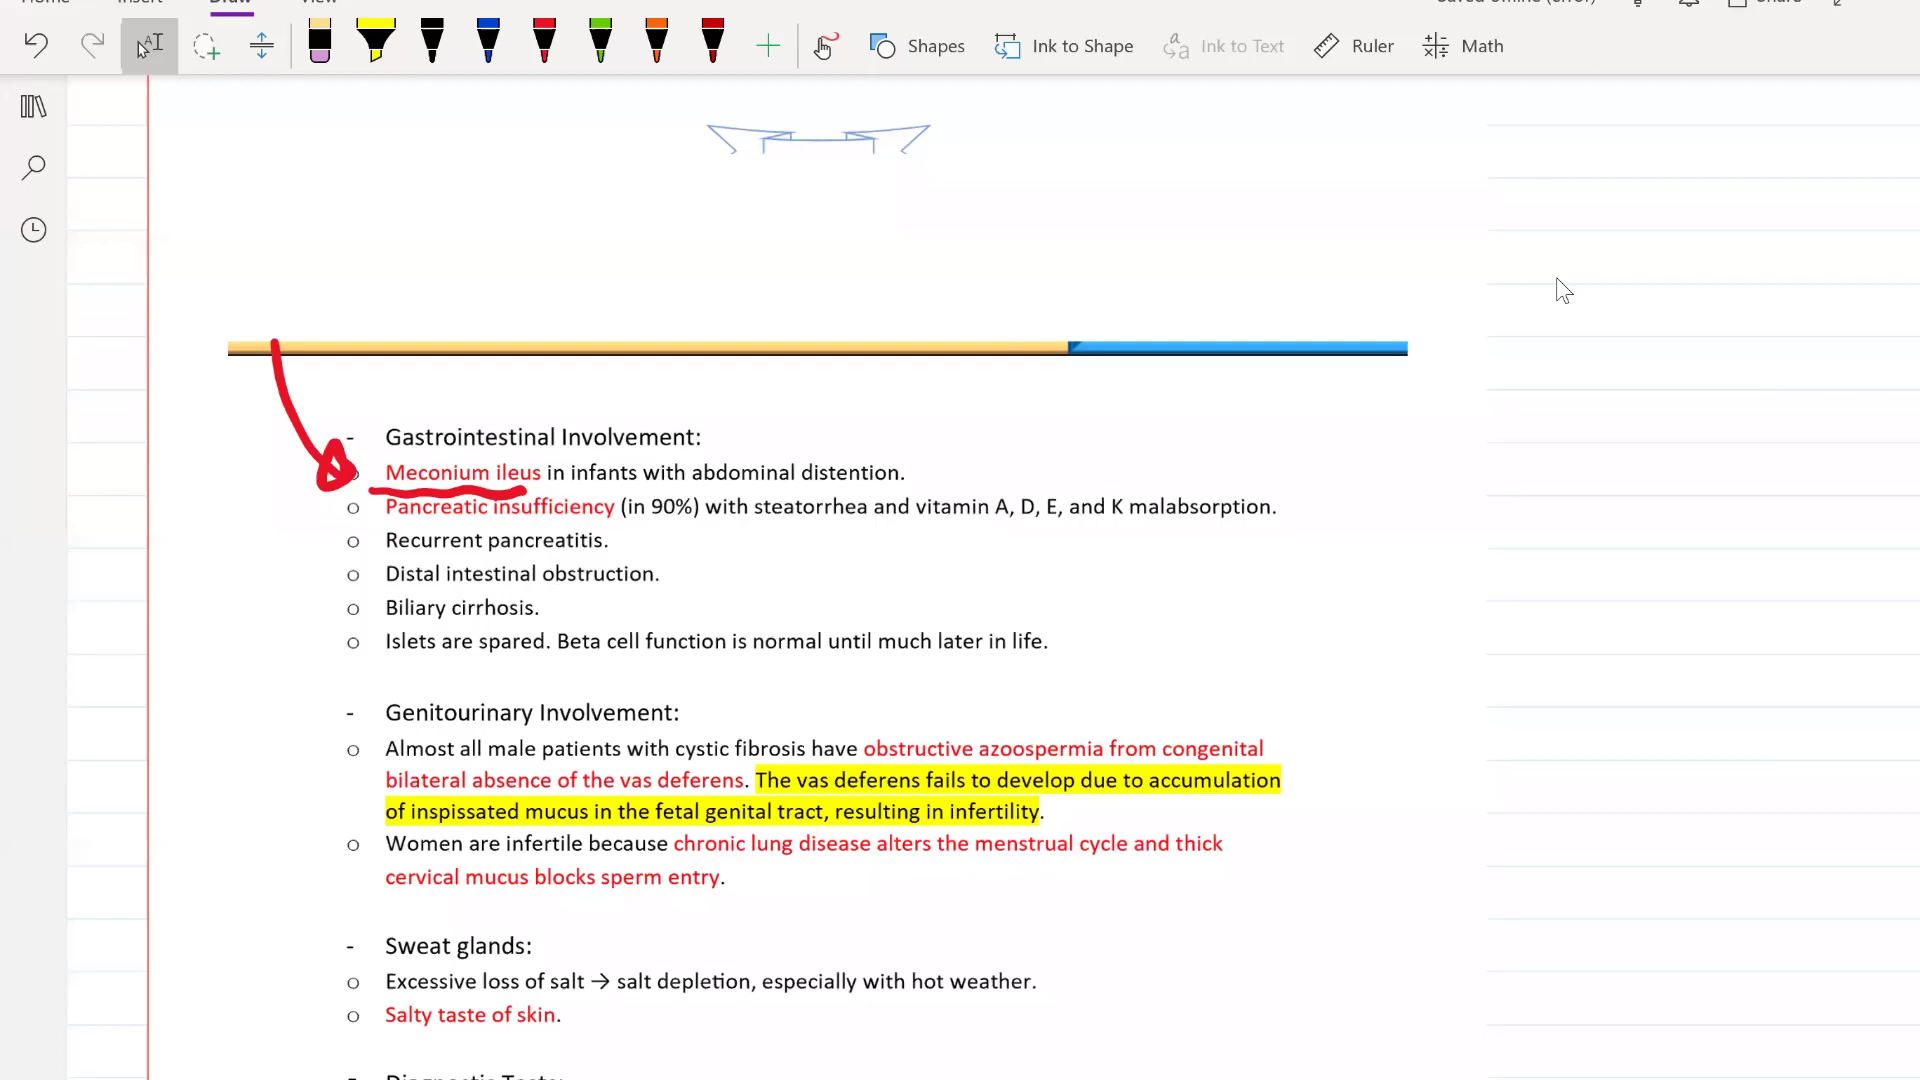 Shapes
Ink to Shape
Ink to Text
Ruler
Math
- Gastrointestinal Involvement:
o Meconium ileus in infants with abdominal distention.
o Pancreatic insufficiency (in 90%) with steatorrhea and vitamin A, D, E, and K malabsorption.
o Recurrent pancreatitis.
o Distal intestinal obstruction.
o Biliary cirrhosis.
o Islets are spared. Beta cell function is normal until much later in life.
- Genitourinary Involvement:
o Almost all male patients with cystic fibrosis have obstructive azoospermia from congenital
bilateral absence of the vas deferens. The vas deferens fails to develop due to accumulation
of inspissated mucus in the fetal genital tract, resulting in infertility.
o Women are infertile because chronic lung disease alters the menstrual cycle and thick
cervical mucus blocks sperm entry.
- Sweat glands:
o Excessive loss of salt → salt depletion, especially with hot weather.
o Salty taste of skin.